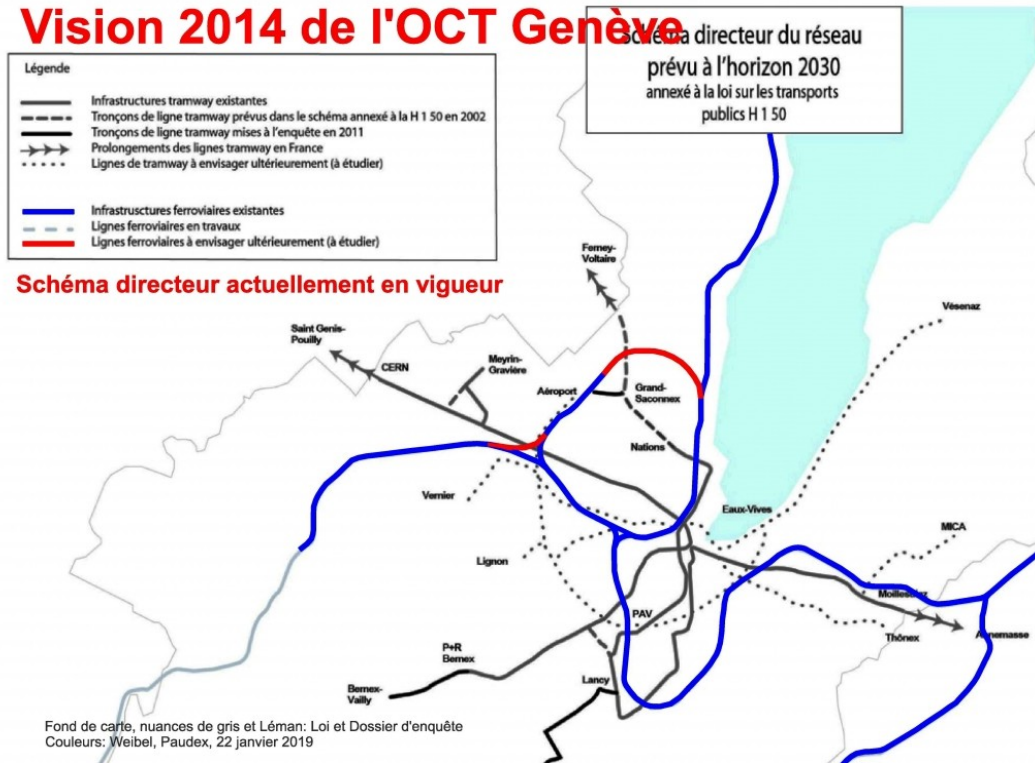 Vision 2014 de l'OCT Genève
Schéma directeur du réseau
prévu à l'horizon 2030
annexé à la loi sur les transports
publics H 1 50
Légende
Infrastructures tramway existantes
Tronçons de ligne tramway prévus dans le schéma annexé à la H 1 50 en 2002
Tronçons de ligne tramway mises à l'enquête en 2011
Prolongements des lignes tramway en France
Lignes de tramway à envisager ultérieurement (à étudier)
Infrasructures ferroviaires existantes
Lignes ferroviaires en travaux
Lignes ferroviaires à envisager ultérieurement (à étudier)
Schéma directeur actuellement en vigueur
Ferney-
Voltaire
Vésenaz
Saint Genis-
Pouilly
CERN
Meyrin-
Gravière
Aéroport
Grand-
Saconnex
Nations
Vernier
Eaux-Vives
MICA
Lignon
Moillesulaz
PAV
Thônex
Annemasse
P+R
Bernex
Lancy
Bernex-
Vailly
Fond de carte, nuances de gris et Léman: Loi et Dossier d'enquête
Couleurs: Weibel, Paudex, 22 janvier 2019